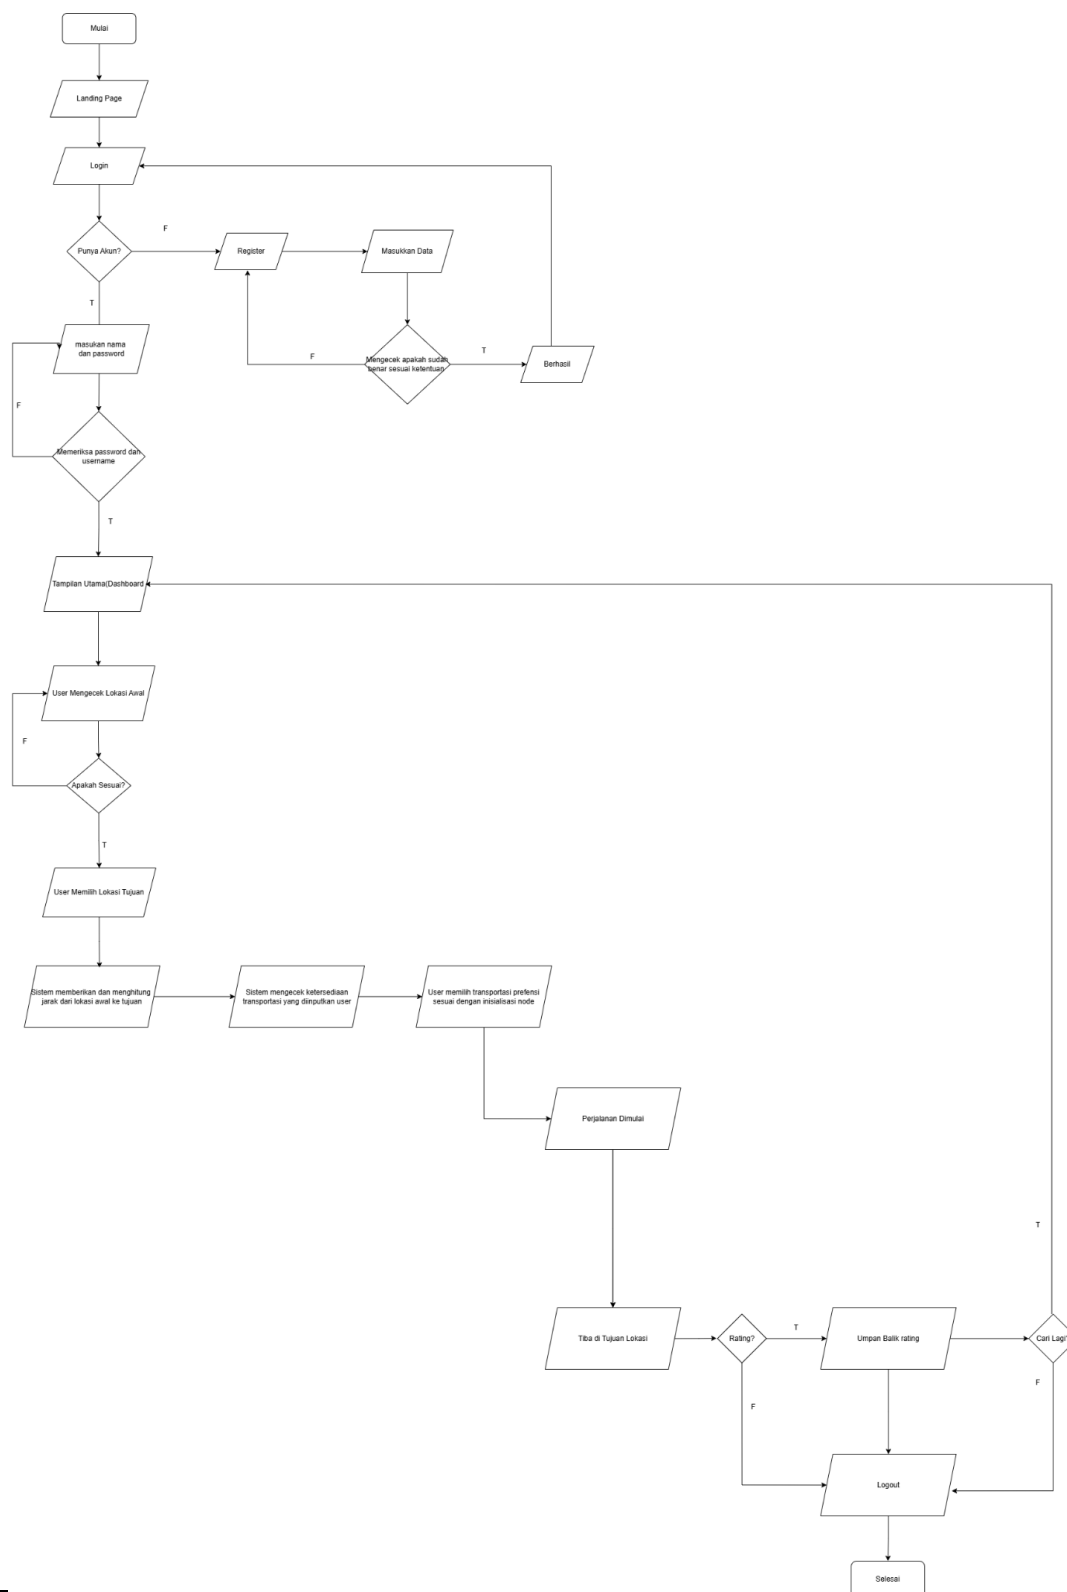 Mulai
Landing Page
Login
Punya Akun?
F
Register
Masukkan Data
T
masukan nama
dan password
Mengecek apakah sudah
benar sesuai ketentuan
F
T
Berhasil
F
Memeriksa password dan
username
T
Tampilan Utama(Dashboard
User Mengecek Lokasi Awal
F
Apakah Sesuai?
T
User Memilih Lokasi Tujuan
Sistem memberikan dan menghitung
jarak dari lokasi awal ke tujuan
Sistem mengecek ketersediaan
transportasi yang diinputkan user
User memilih transportasi prefensi
sesuai dengan inisialisasi node
Perjalanan Dimulai
T
Tiba di Tujuan Lokasi
Rating?
T
Umpan Balik rating
Cari Lagi?
F
F
Logout
Selesai